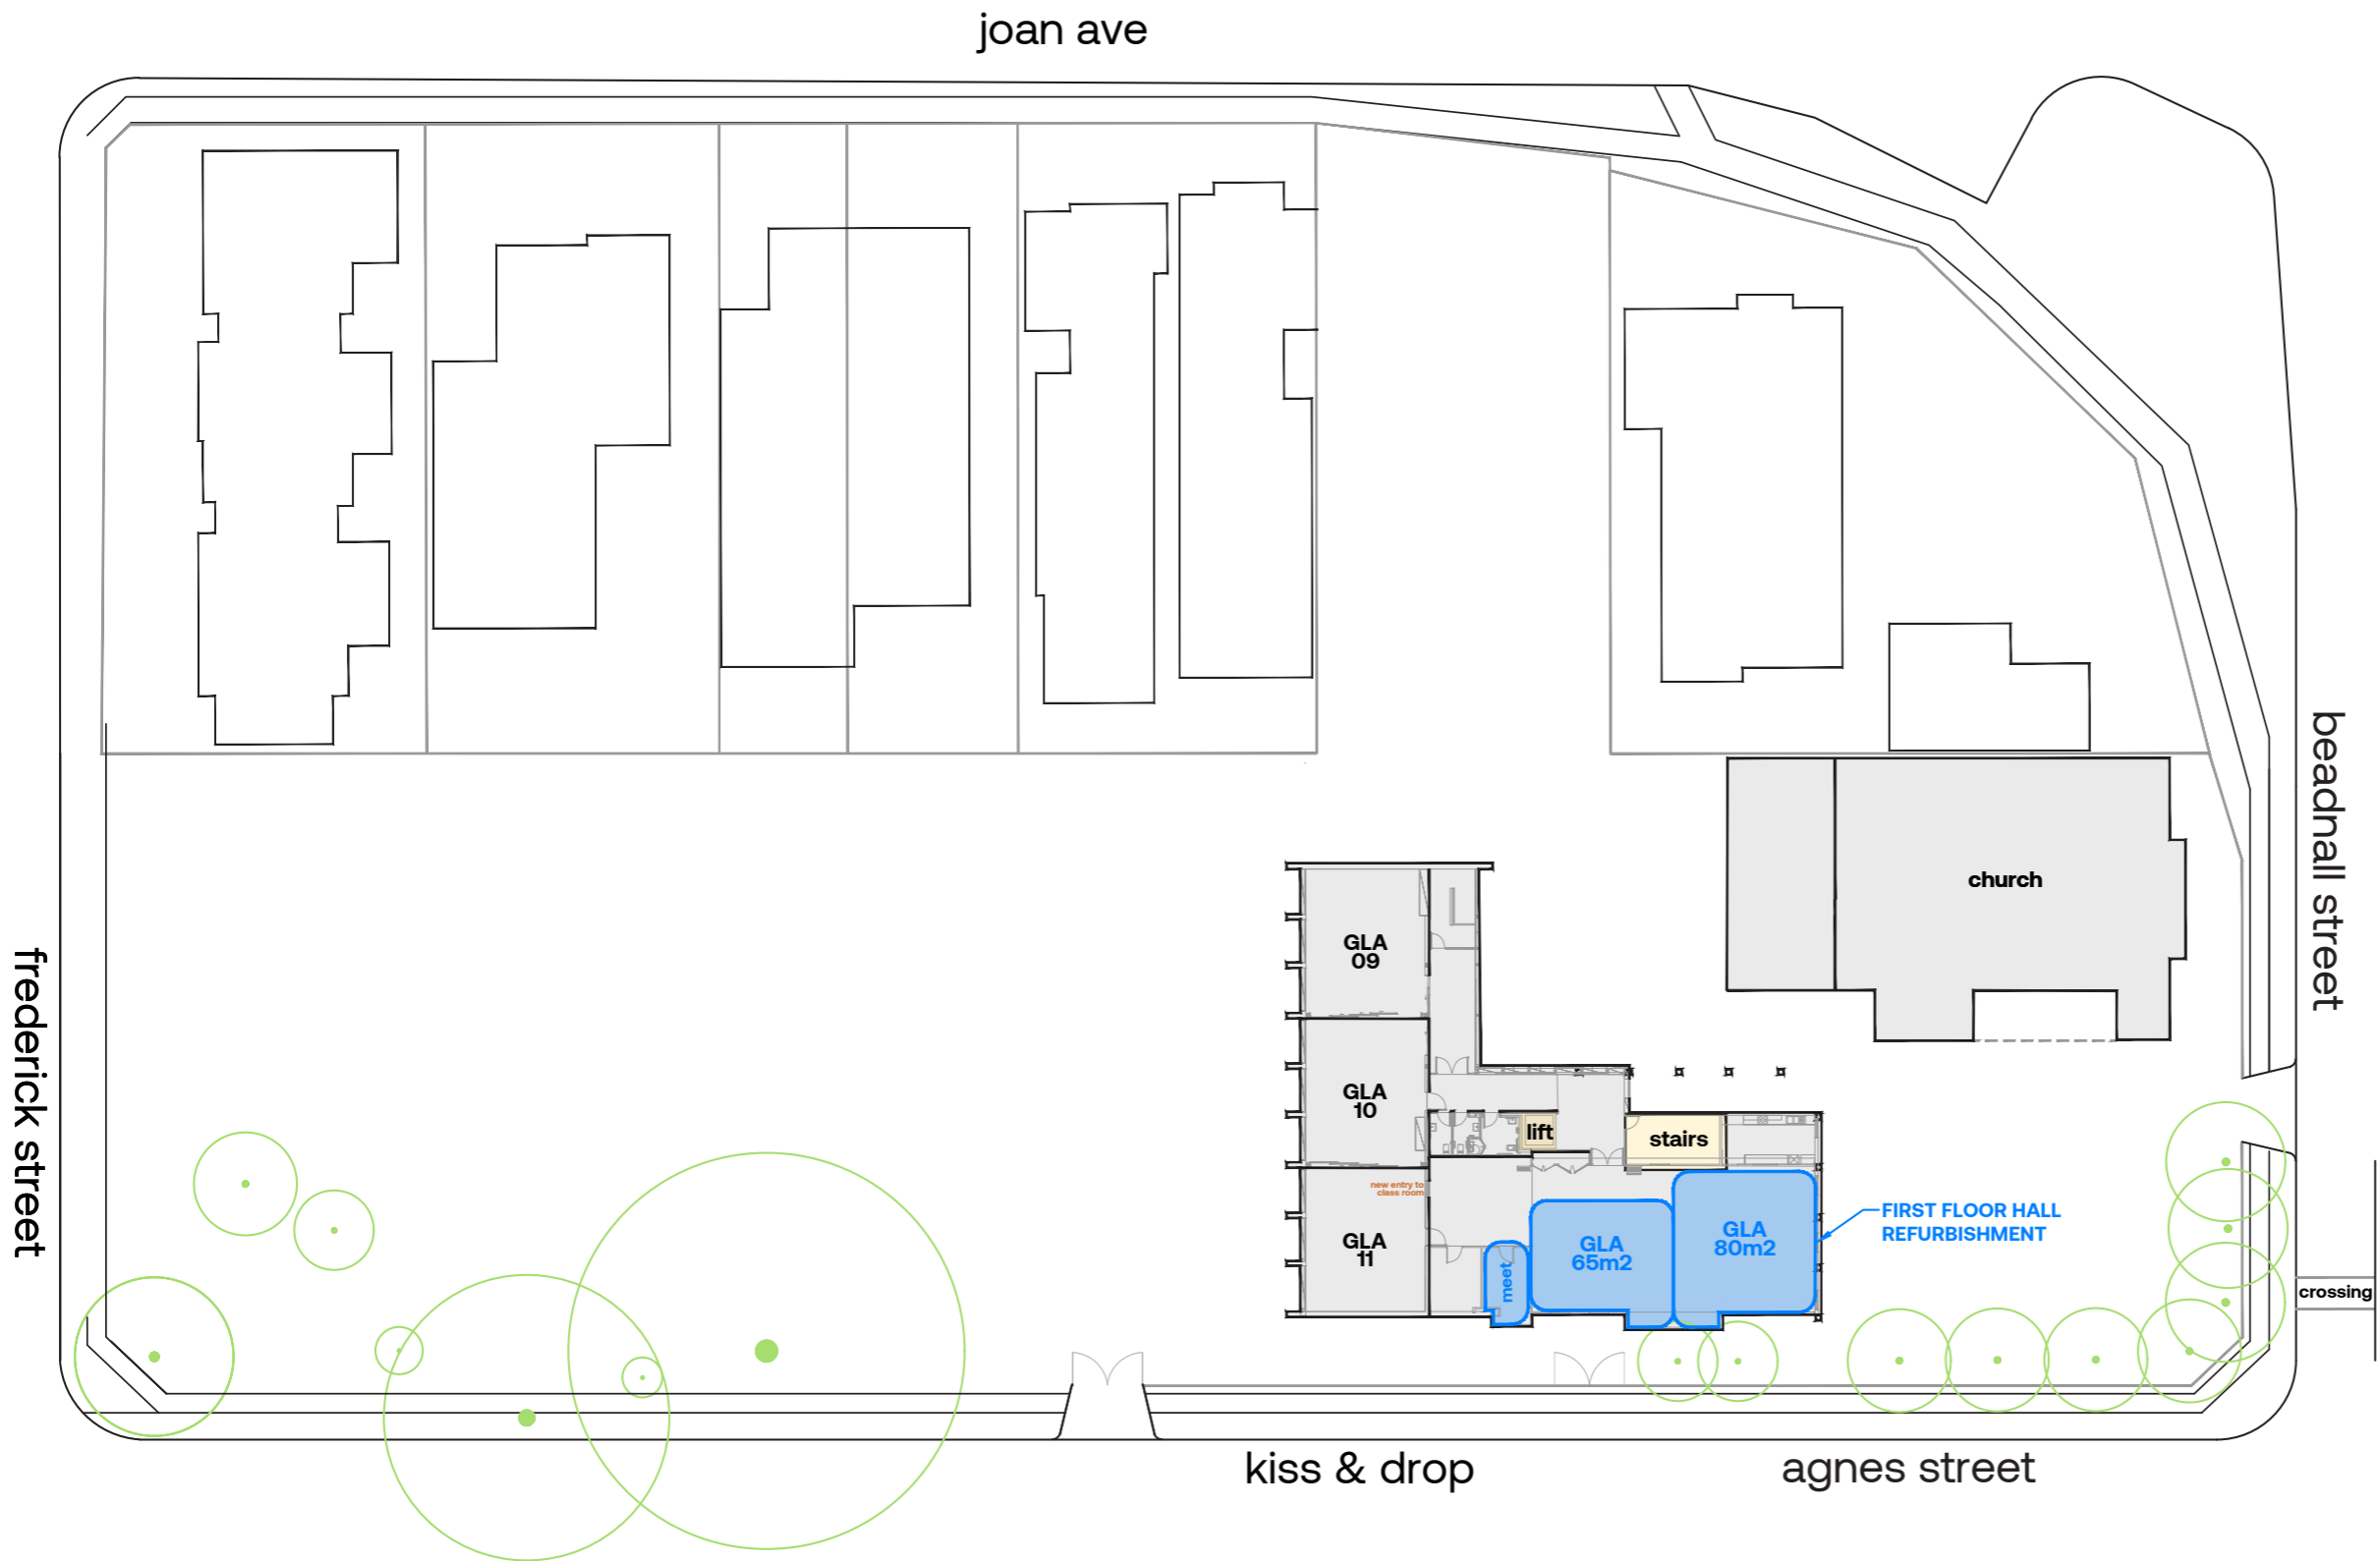 joan ave
beadnall street
frederick street
church
GLA
09
GLA
10
lift
stairs
new entry to
class room
GLA
11
meet
GLA
65m2
GLA
80m2
FIRST FLOOR HALL
REFURBISHMENT
crossing
kiss & drop
agnes street